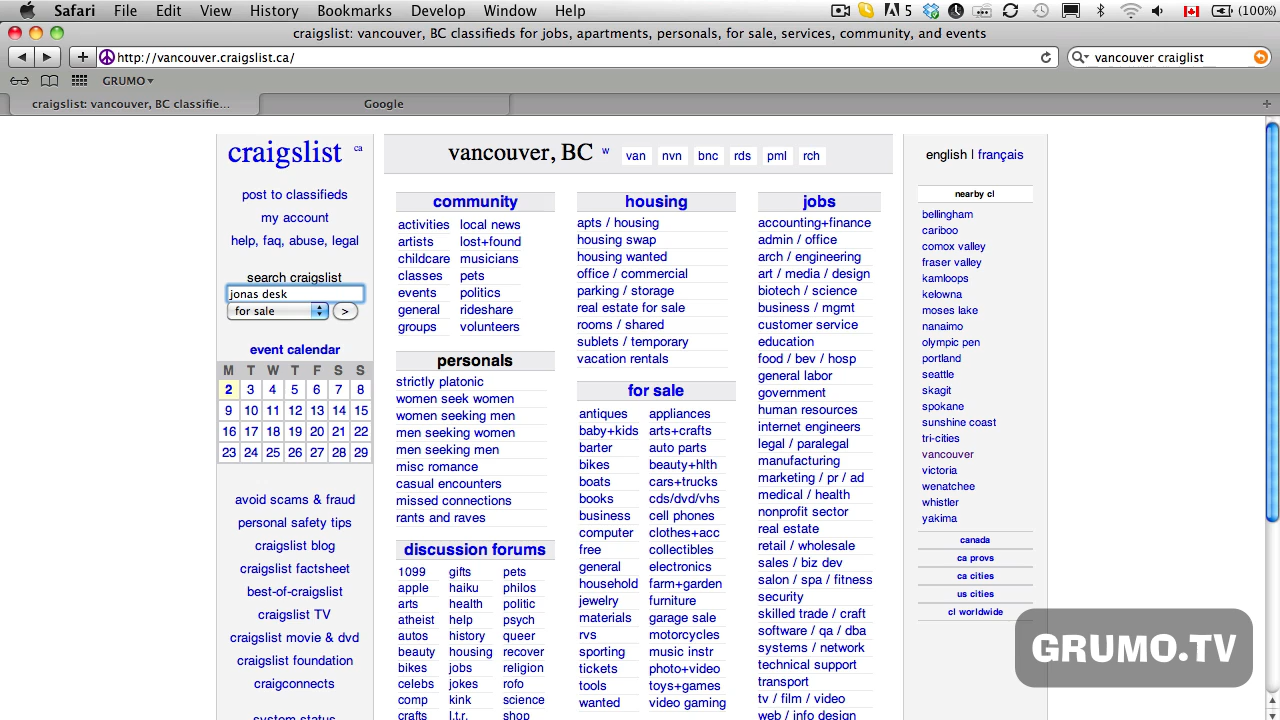 Safari File Edit View History Bookmarks Develop Window Help 5 (100%)
craigslist: vancouver, BC classifieds for jobs, apartments, personals, for sale, services, community, and events
http://vancouver.craigslist.ca/ vancouver craiglist
GRUMO
craigslist: vancouver, BC classifie... Google
craigslist ca
post to classifieds
my account
help, faq, abuse, legal
search craigslist
jonas desk
for sale >
event calendar
M T W T F S S
2 3 4 5 6 7 8
9 10 11 12 13 14 15
16 17 18 19 20 21 22
23 24 25 26 27 28 29
avoid scams & fraud
personal safety tips
craigslist blog
craigslist factsheet
best-of-craigslist
craigslist TV
craigslist movie & dvd
craigslist foundation
craigconnects
system status
vancouver, BC w van nvn bnc rds pml rch
community
activities local news
artists lost+found
childcare musicians
classes pets
events politics
general rideshare
groups volunteers
personals
strictly platonic
women seek women
women seeking men
men seeking women
men seeking men
misc romance
casual encounters
missed connections
rants and raves
discussion forums
1099 gifts pets
apple haiku philos
arts health politic
atheist help psych
autos history queer
beauty housing recover
bikes jobs religion
celebs jokes rofo
comp kink science
crafts l.t.r. shop
housing
apts / housing
housing swap
housing wanted
office / commercial
parking / storage
real estate for sale
rooms / shared
sublets / temporary
vacation rentals
for sale
antiques appliances
baby+kids arts+crafts
barter auto parts
bikes beauty+hlth
boats cars+trucks
books cds/dvd/vhs
business cell phones
computer clothes+acc
free collectibles
general electronics
household farm+garden
jewelry furniture
materials garage sale
rvs motorcycles
sporting music instr
tickets photo+video
tools toys+games
wanted video gaming
jobs
accounting+finance
admin / office
arch / engineering
art / media / design
biotech / science
business / mgmt
customer service
education
food / bev / hosp
general labor
government
human resources
internet engineers
legal / paralegal
manufacturing
marketing / pr / ad
medical / health
nonprofit sector
real estate
retail / wholesale
sales / biz dev
salon / spa / fitness
security
skilled trade / craft
software / qa / dba
systems / network
technical support
transport
tv / film / video
web / info design
english | français
nearby cl
bellingham
cariboo
comox valley
fraser valley
kamloops
kelowna
moses lake
nanaimo
olympic pen
portland
seattle
skagit
spokane
sunshine coast
tri-cities
vancouver
victoria
wenatchee
whistler
yakima
canada
ca provs
ca cities
us cities
cl worldwide
GRUMO.TV